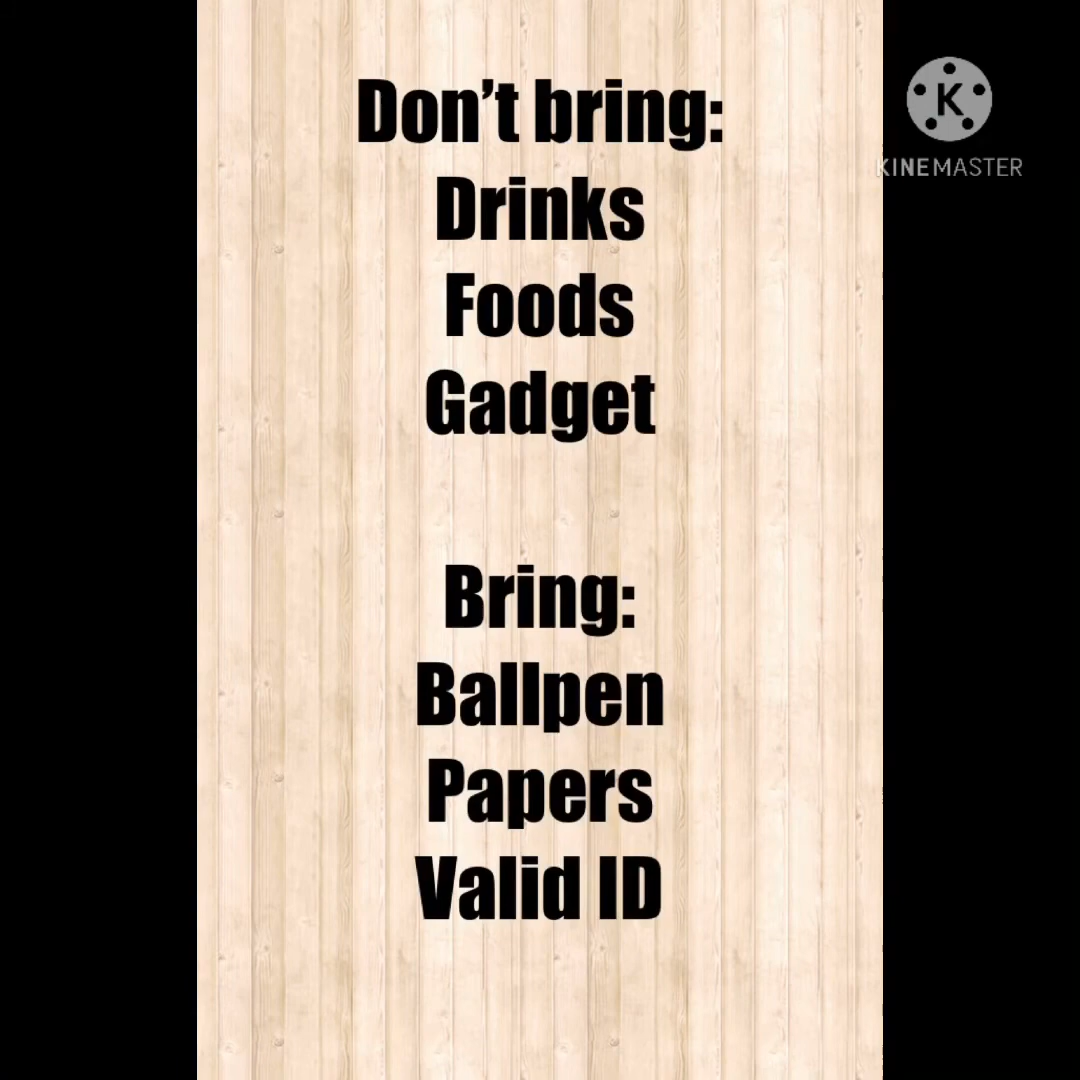 Don’t bring:
Drinks
Foods
Gadget
Bring:
Ballpen
Papers
Valid ID
K
KINEMASTER